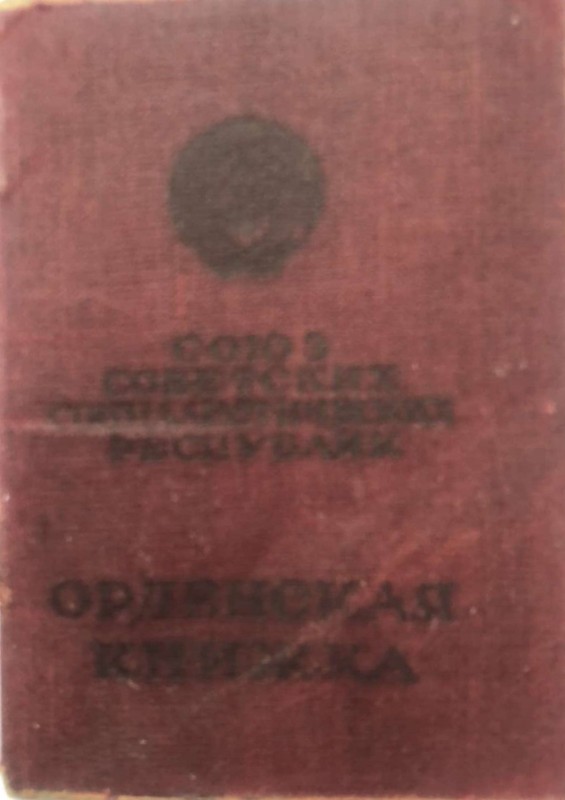 СОЮЗ
СОВЕТСКИХ
СОЦИАЛИСТИЧЕСКИХ
РЕСПУБЛИК
ОРДЕНСКАЯ
КНИЖКА